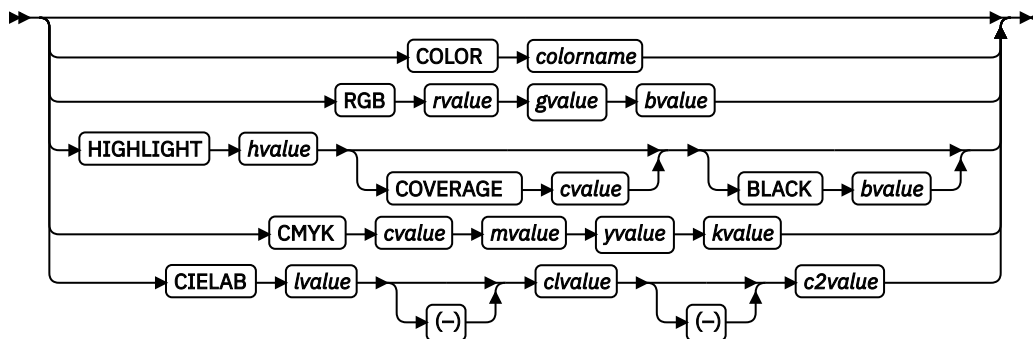 COLOR colorname
RGB rvalue gvalue bvalue
HIGHLIGHT hvalue
COVERAGE cvalue BLACK bvalue
CMYK cvalue mvalue yvalue kvalue
CIELAB lvalue clvalue c2value
(–) (–)